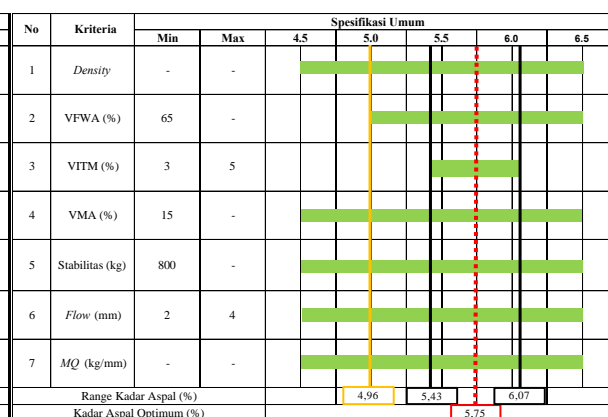 No Kriteria Spesifikasi Umum
Min Max 4.5 5.0 5.5 6.0 6.5
1 Density - -
2 VFWA (%) 65 -
3 VITM (%) 3 5
4 VMA (%) 15 -
5 Stabilitas (kg) 800 -
6 Flow (mm) 2 4
7 MQ (kg/mm) - -
Range Kadar Aspal (%) 4,96 5,43 6,07
Kadar Aspal Optimum (%) 5,75